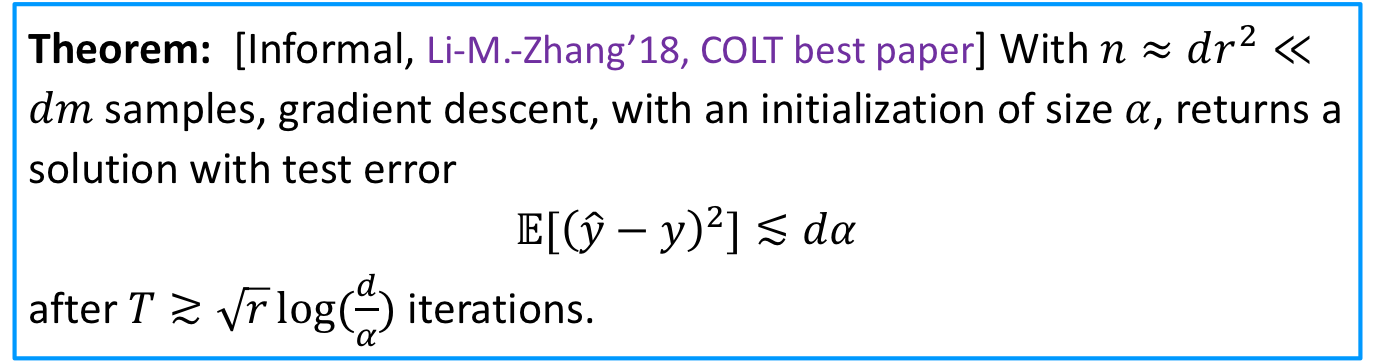 Theorem: [Informal, Li-M.-Zhang’18, COLT best paper] With n ≈ dr² ≪
dm samples, gradient descent, with an initialization of size α, returns a
solution with test error
𝔼[(ŷ − y)²] ≲ dα
after T ≳ √r log(d/α) iterations.